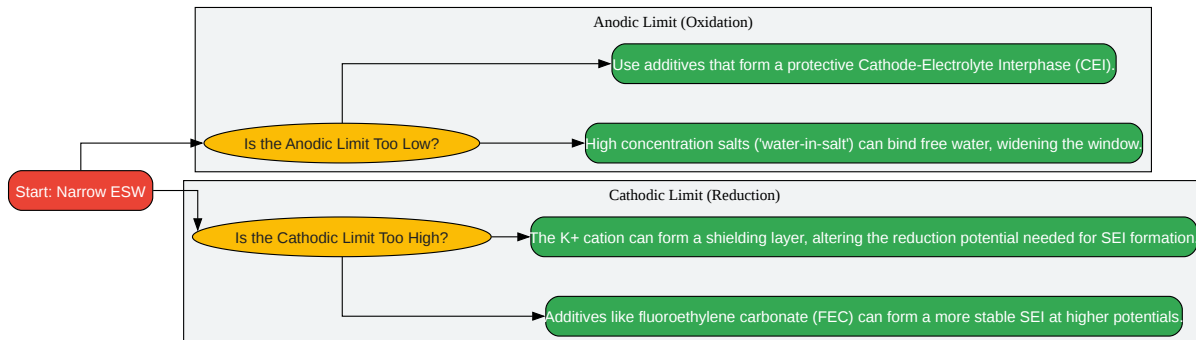 Anodic Limit (Oxidation)
Use additives that form a protective Cathode-Electrolyte Interphase (CEI).
Is the Anodic Limit Too Low?
High concentration salts ('water-in-salt') can bind free water, widening the window.
Start: Narrow ESW
Cathodic Limit (Reduction)
Is the Cathodic Limit Too High?
The K+ cation can form a shielding layer, altering the reduction potential needed for SEI formation.
Additives like fluoroethylene carbonate (FEC) can form a more stable SEI at higher potentials.